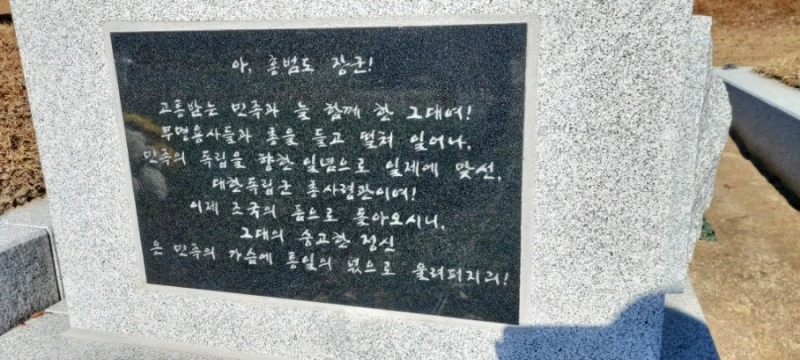 아, 홍범도 장군!
고통받는 민족과 늘 함께 한 그대여!
무명용사들과 총을 들고 떨쳐 일어나,
민족의 독립을 향한 일념으로 일제에 맞선,
대한독립군 총사령관이여!
이제 조국의 품으로 돌아오시니,
그대의 숭고한 정신
은 민족의 가슴에 통일의 넋으로 울려퍼지리!